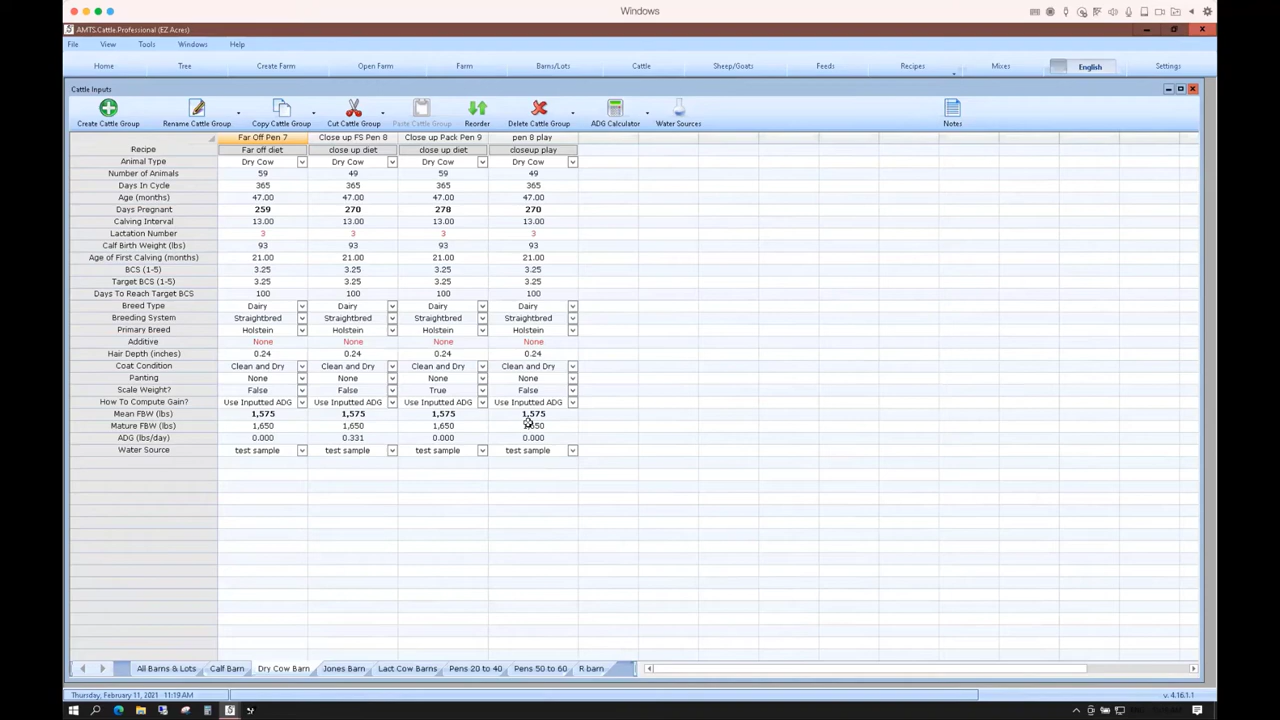 Windows
AMTS.Cattle.Professional (EZ Acres)
File View Tools Windows Help
Home Tree Create Farm Open Farm Farm Barns/Lots Cattle Sheep/Goats Feeds Recipes Mixes English Settings
Cattle Inputs
Create Cattle Group Rename Cattle Group Copy Cattle Group Cut Cattle Group Paste Cattle Group Reorder Delete Cattle Group ADG Calculator Water Sources Notes
Far Off Pen 7 Close up FS Pen 8 Close up Pack Pen 9 pen 8 play
Recipe Far off diet close up diet close up diet closeup play
Animal Type Dry Cow Dry Cow Dry Cow Dry Cow
Number of Animals 59 49 59 49
Days In Cycle 365 365 365 365
Age (months) 47.00 47.00 47.00 47.00
Days Pregnant 259 270 278 270
Calving Interval 13.00 13.00 13.00 13.00
Lactation Number 3 3 3 3
Calf Birth Weight (lbs) 93 93 93 93
Age of First Calving (months) 21.00 21.00 21.00 21.00
BCS (1-5) 3.25 3.25 3.25 3.25
Target BCS (1-5) 3.25 3.25 3.25 3.25
Days To Reach Target BCS 100 100 100 100
Breed Type Dairy Dairy Dairy Dairy
Breeding System Straightbred Straightbred Straightbred Straightbred
Primary Breed Holstein Holstein Holstein Holstein
Additive None None None None
Hair Depth (inches) 0.24 0.24 0.24 0.24
Coat Condition Clean and Dry Clean and Dry Clean and Dry Clean and Dry
Panting None None None None
Scale Weight? False False True False
How To Compute Gain? Use Inputted ADG Use Inputted ADG Use Inputted ADG Use Inputted ADG
Mean FBW (lbs) 1,575 1,575 1,575 1,575
Mature FBW (lbs) 1,650 1,650 1,650 1,650
ADG (lbs/day) 0.000 0.331 0.000 0.000
Water Source test sample test sample test sample test sample
All Barns & Lots Calf Barn Dry Cow Barn Jones Barn Lact Cow Barns Pens 20 to 40 Pens 50 to 60 R barn
Thursday, February 11, 2021 11:19 AM v. 4.16.1.1